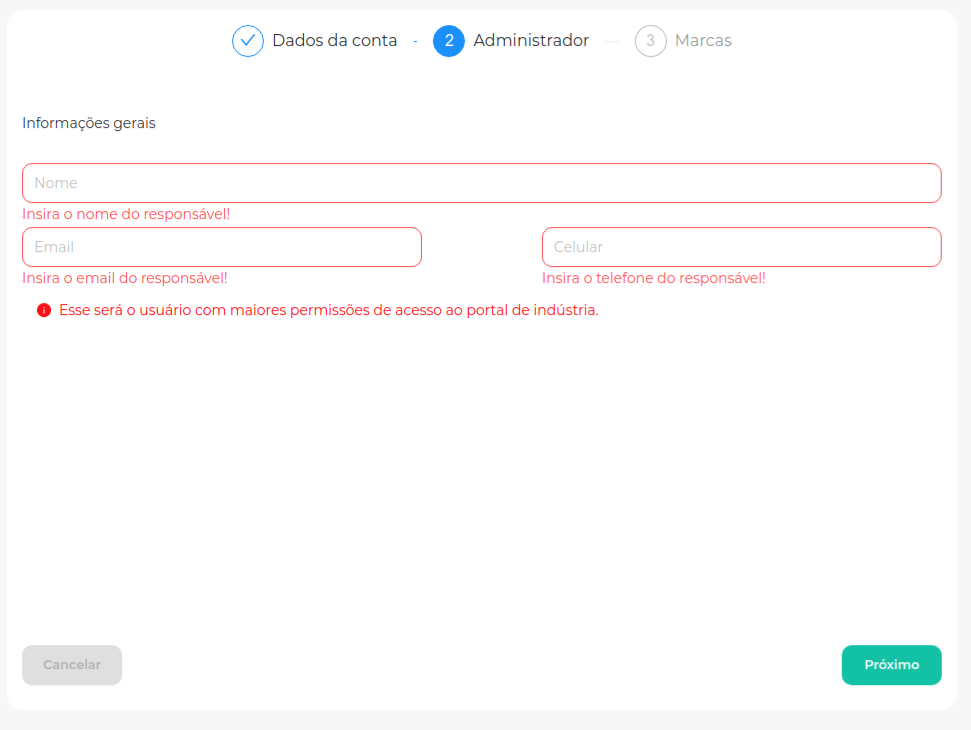 Dados da conta - 2 Administrador 3 Marcas
Informações gerais
Nome
Insira o nome do responsável!
Email Celular
Insira o email do responsável! Insira o telefone do responsável!
Esse será o usuário com maiores permissões de acesso ao portal de indústria.
Cancelar Próximo